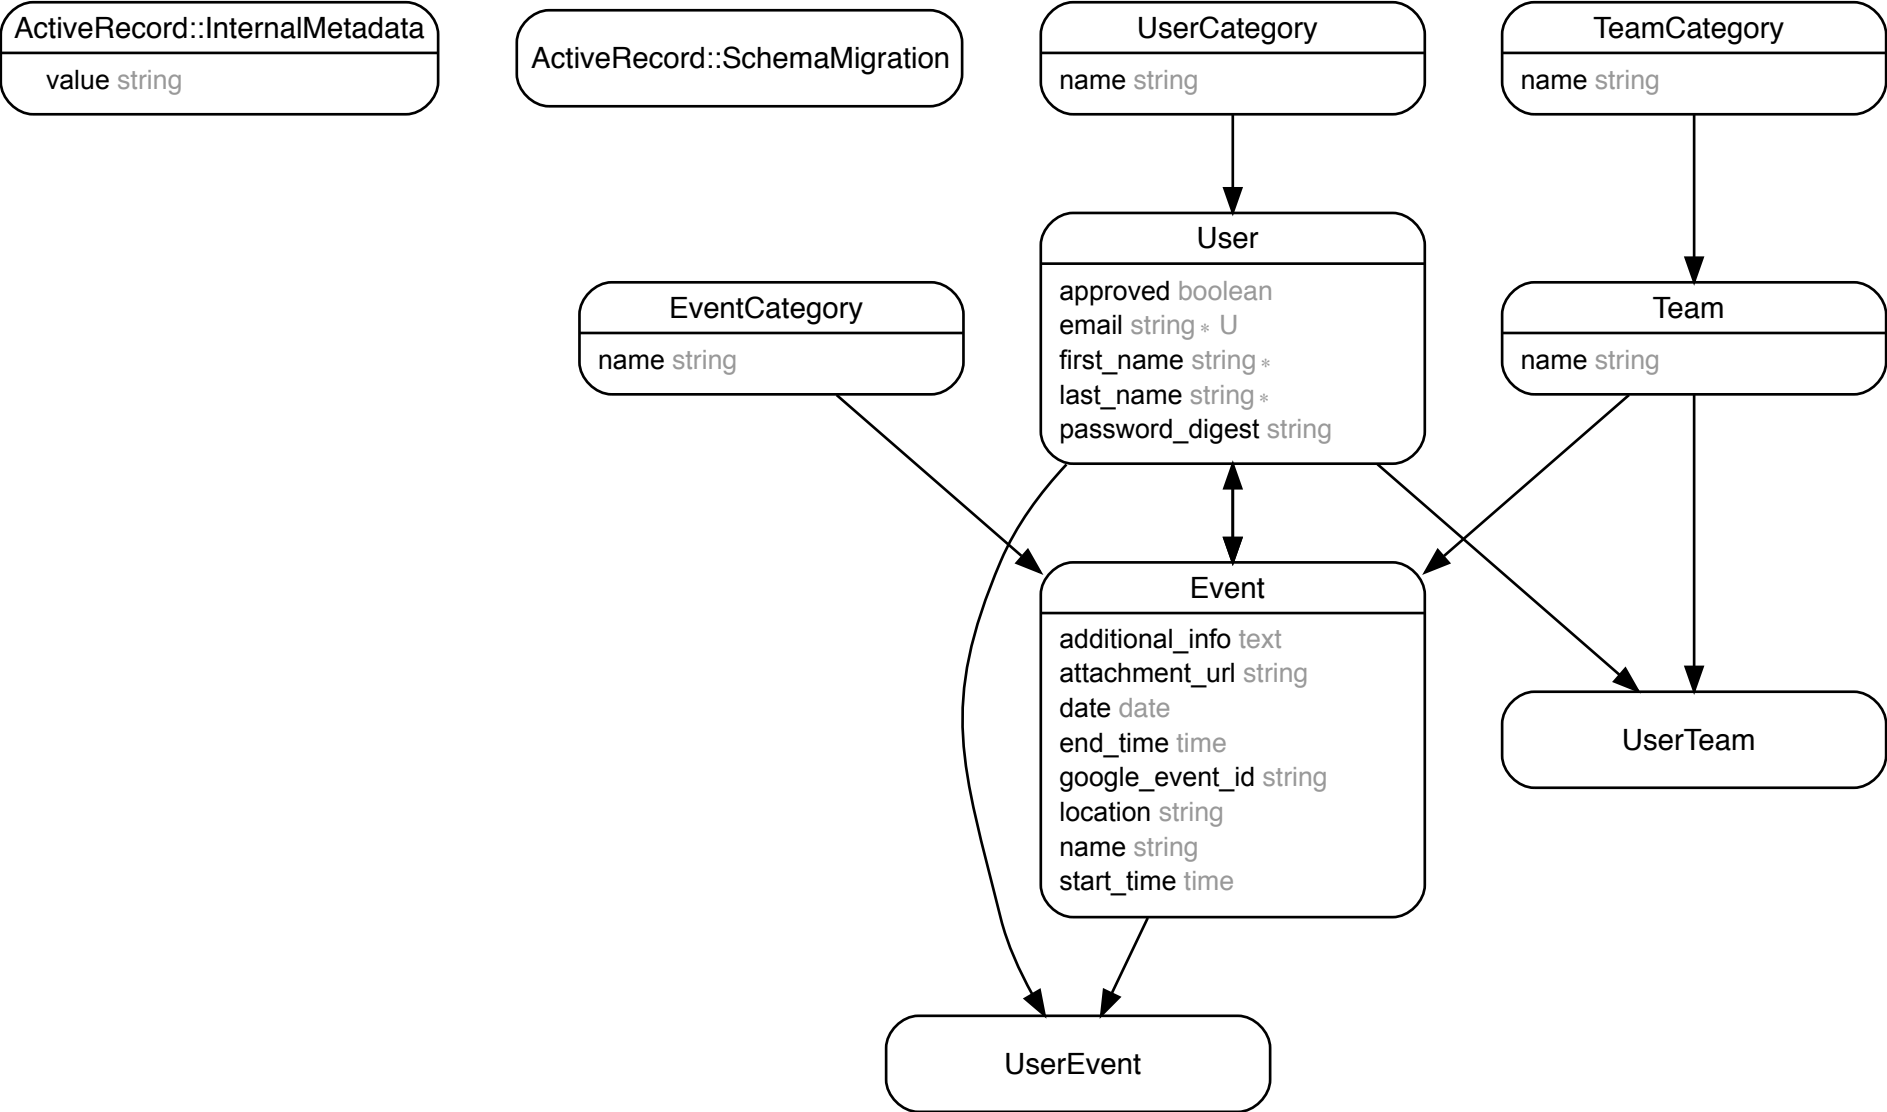 ActiveRecord::InternalMetadata
value string
ActiveRecord::SchemaMigration
UserCategory
name string
TeamCategory
name string
User
approved boolean
email string∗ U
first_name string∗
last_name string∗
password_digest string
EventCategory
name string
Team
name string
Event
additional_info text
attachment_url string
date date
end_time time
google_event_id string
location string
name string
start_time time
UserTeam
UserEvent